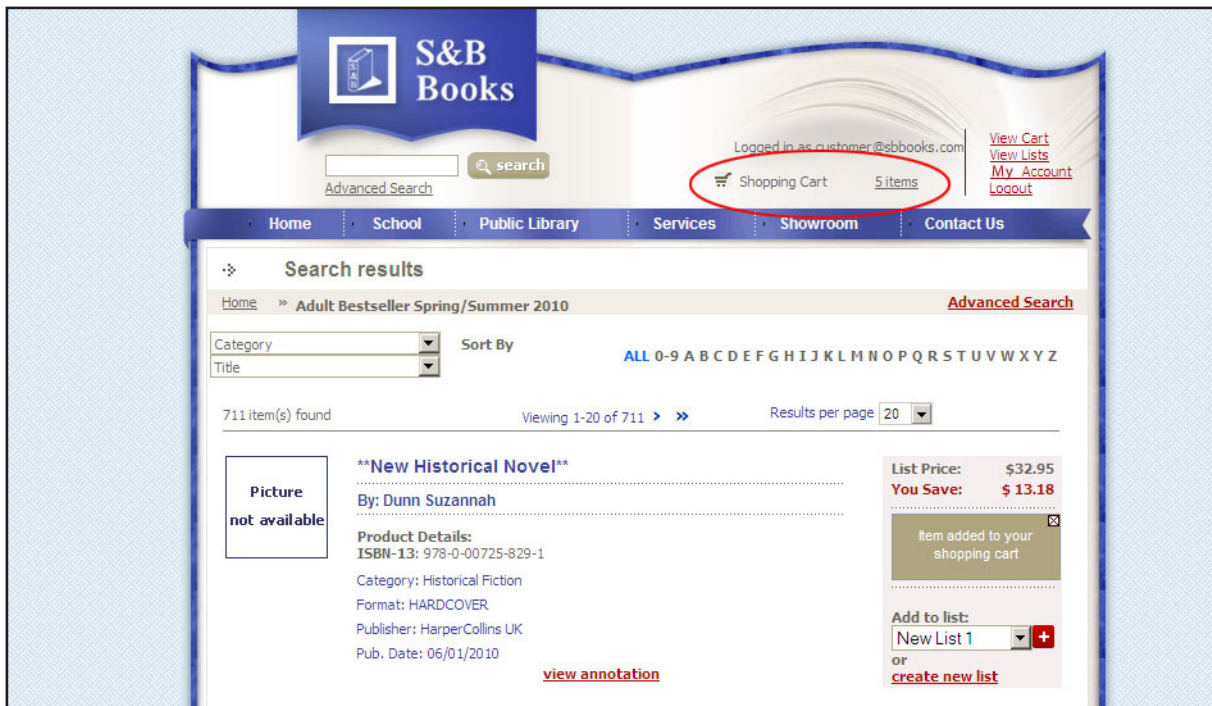 S&B
Books
S&B
Logged in as customer@sbbooks.com
View Cart
View Lists
My Account
Logout
search
Advanced Search
Shopping Cart 5 items
Home School Public Library Services Showroom Contact Us
Search results
Home » Adult Bestseller Spring/Summer 2010 Advanced Search
Category
Title
Sort By
ALL 0-9 A B C D E F G H I J K L M N O P Q R S T U V W X Y Z
711 item(s) found Viewing 1-20 of 711 > » Results per page 20
Picture
not available
**New Historical Novel**
By: Dunn Suzannah
Product Details:
ISBN-13: 978-0-00725-829-1
Category: Historical Fiction
Format: HARDCOVER
Publisher: HarperCollins UK
Pub. Date: 06/01/2010
view annotation
List Price: $32.95
You Save: $ 13.18
Item added to your
shopping cart
Add to list:
New List 1
or
create new list